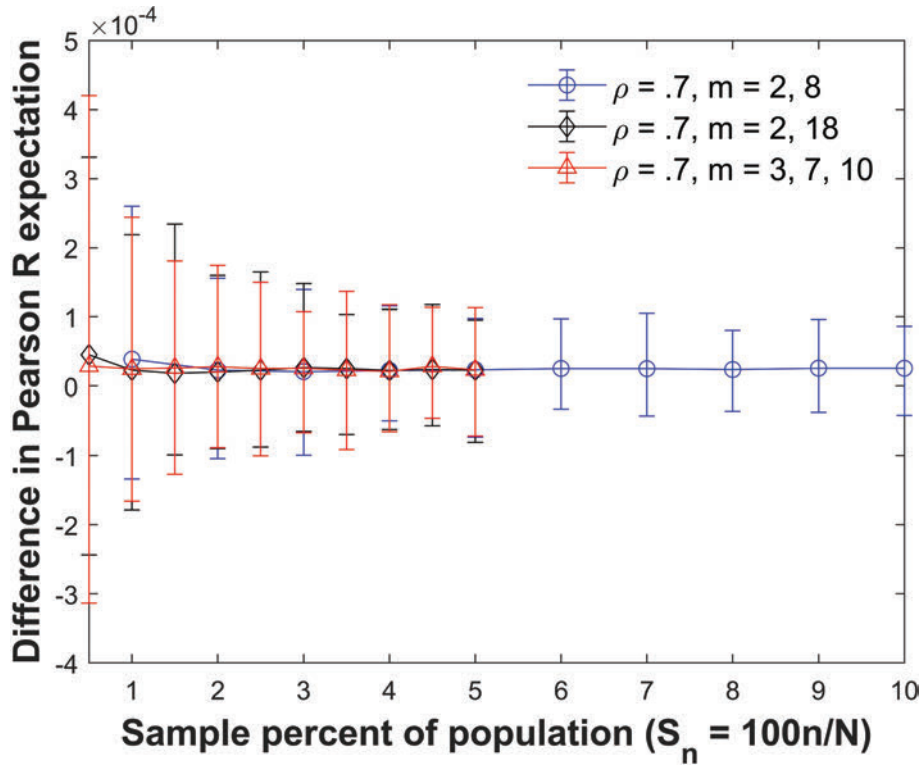 ×10⁻⁴
5
4
3
2
1
0
-1
-2
-3
-4
Difference in Pearson R expectation
ρ = .7, m = 2, 8
ρ = .7, m = 2, 18
ρ = .7, m = 3, 7, 10
1 2 3 4 5 6 7 8 9 10
Sample percent of population (Sₙ = 100n/N)